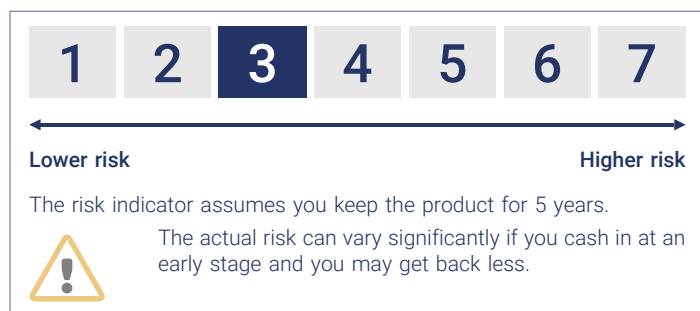 1 2 3 4 5 6 7
Lower risk Higher risk
The risk indicator assumes you keep the product for 5 years.
The actual risk can vary significantly if you cash in at an
early stage and you may get back less.